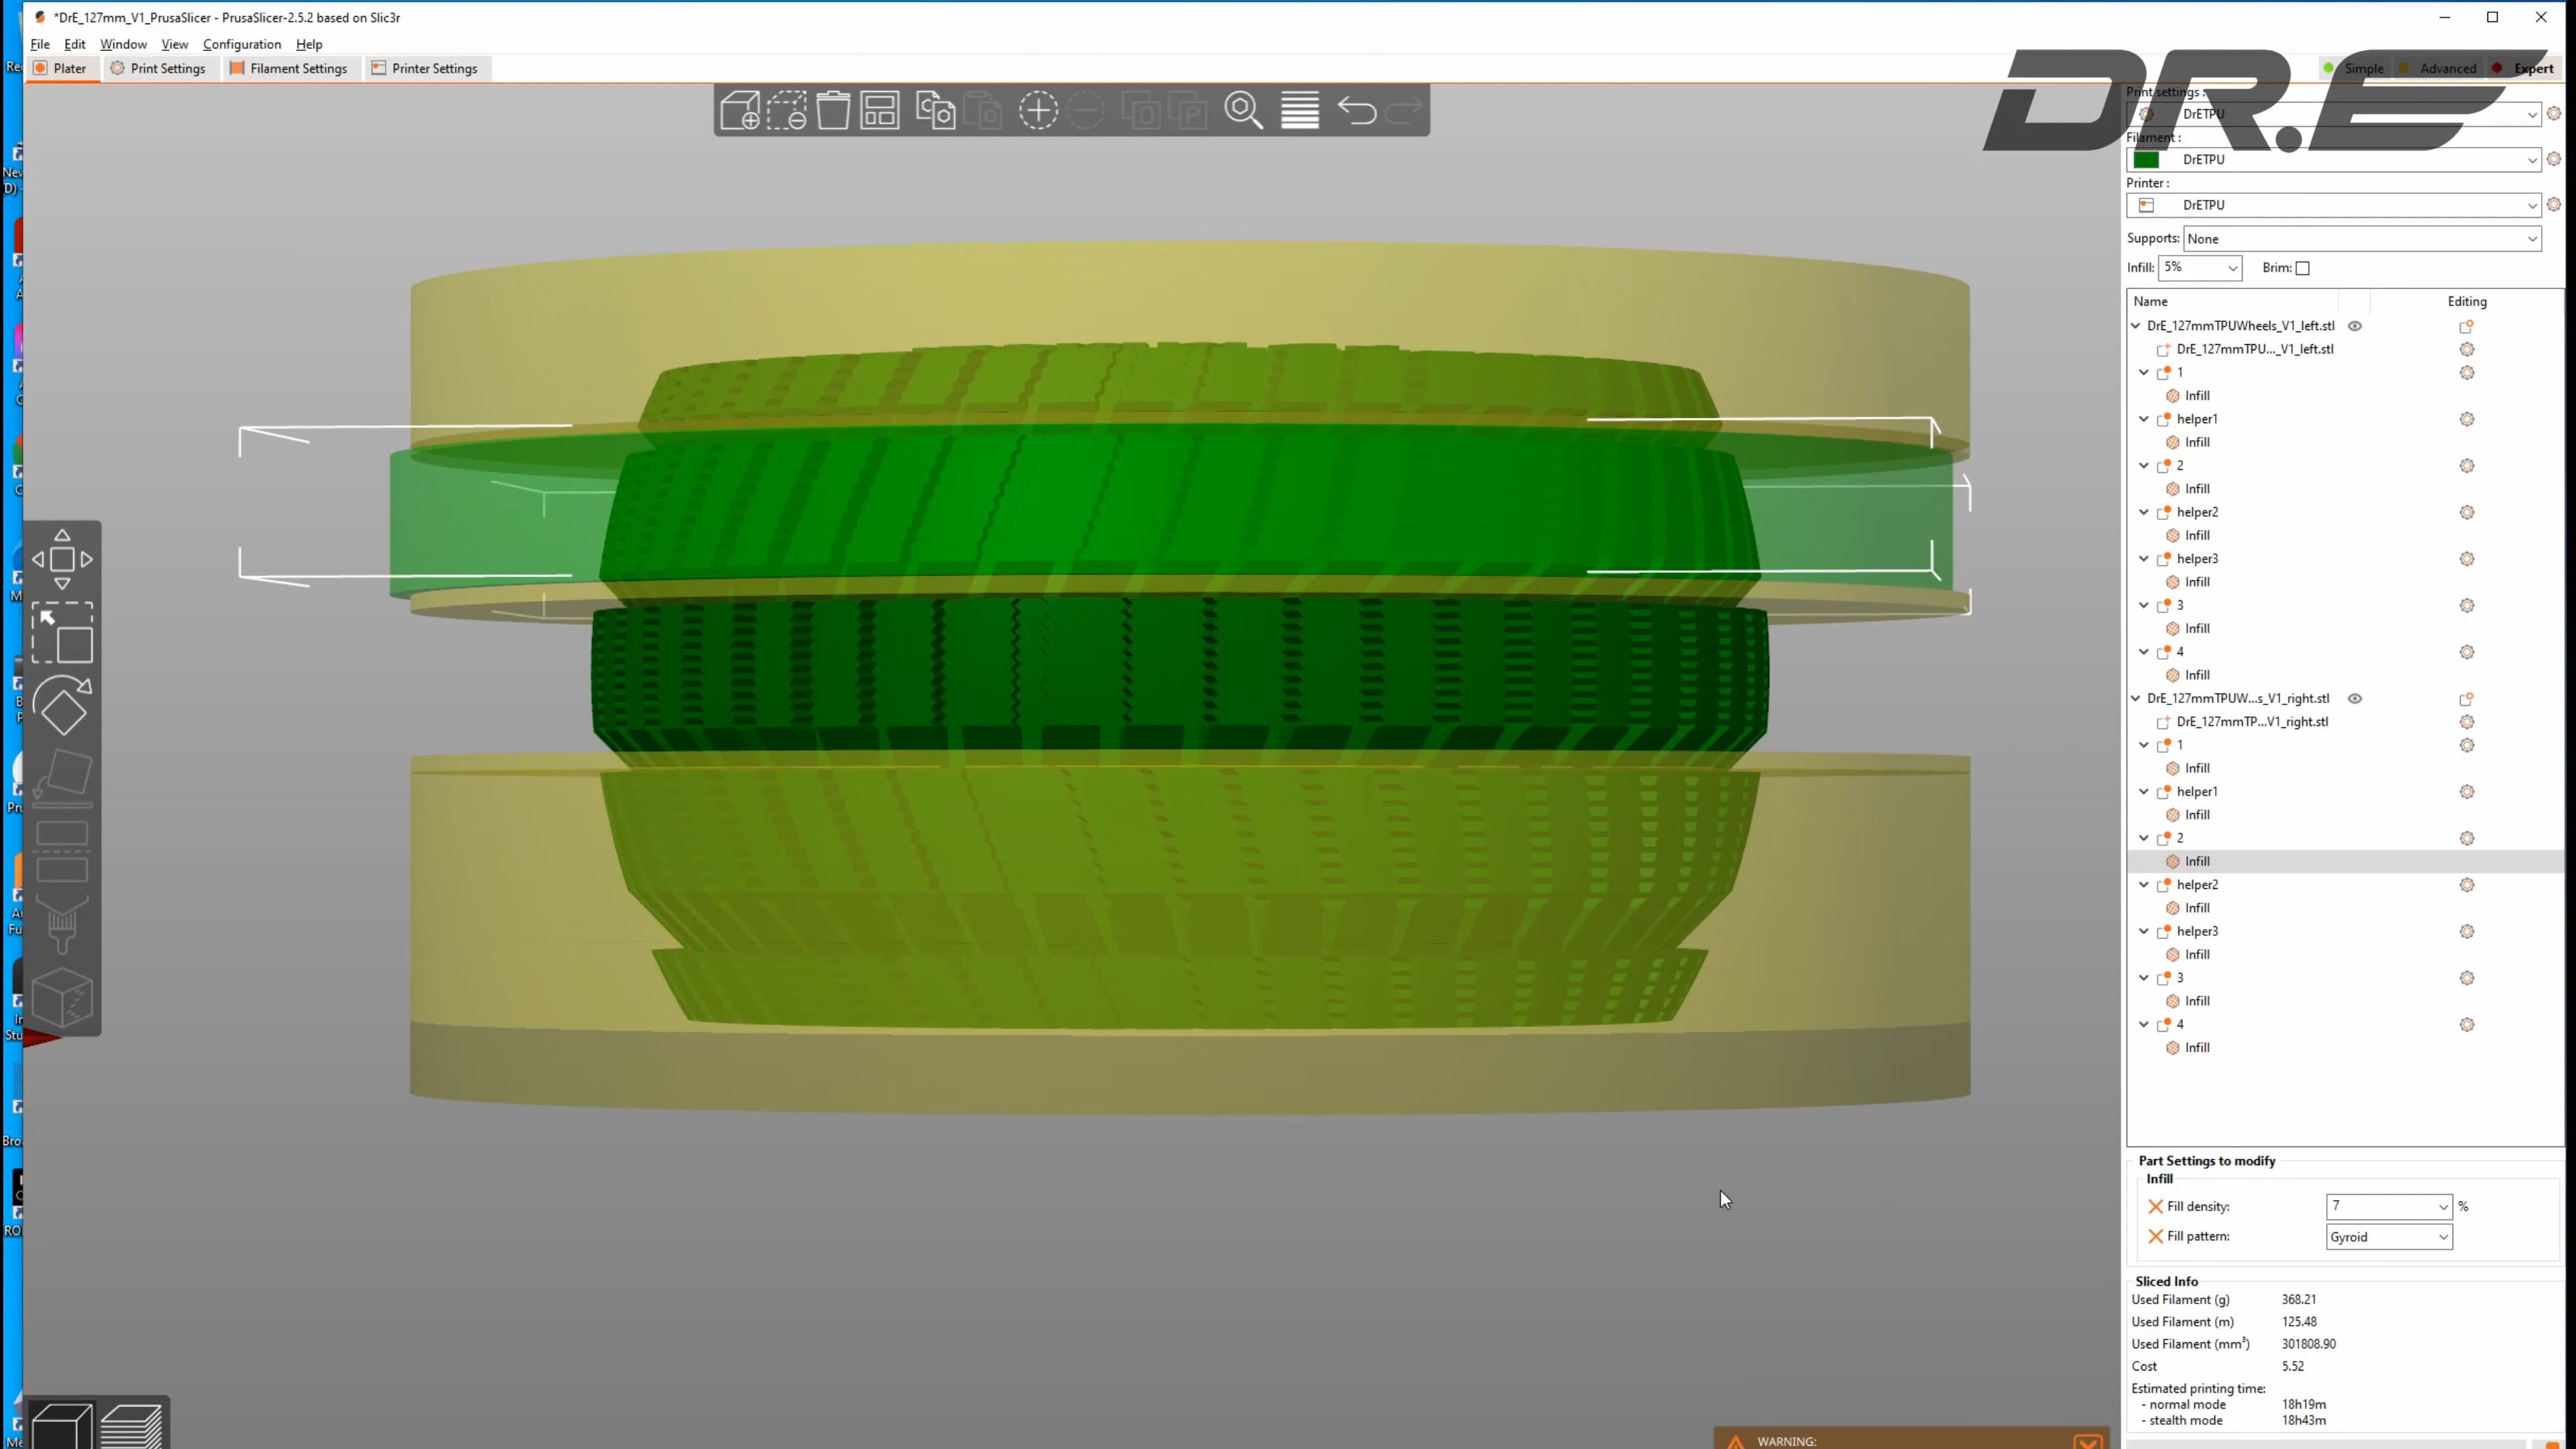 *DrE_127mm_V1_PrusaSlicer - PrusaSlicer-2.5.2 based on Slic3r
File Edit Window View Configuration Help
Plater Print Settings Filament Settings Printer Settings
Simple Advanced Expert
DR.E
Print settings :
DrETPU
Filament :
DrETPU
Printer :
DrETPU
Supports: None
Infill: 5% Brim:
Name Editing
DrE_127mmTPUWheels_V1_left.stl
DrE_127mmTPU..._V1_left.stl
1
Infill
helper1
Infill
2
Infill
helper2
Infill
helper3
Infill
3
Infill
4
Infill
DrE_127mmTPUW...s_V1_right.stl
DrE_127mmTP...V1_right.stl
1
Infill
helper1
Infill
2
Infill
helper2
Infill
helper3
Infill
3
Infill
4
Infill
Part Settings to modify
Infill
Fill density: 7 %
Fill pattern: Gyroid
Sliced Info
Used Filament (g) 368.21
Used Filament (m) 125.48
Used Filament (mm³) 301808.90
Cost 5.52
Estimated printing time:
- normal mode 18h19m
- stealth mode 18h43m
WARNING: